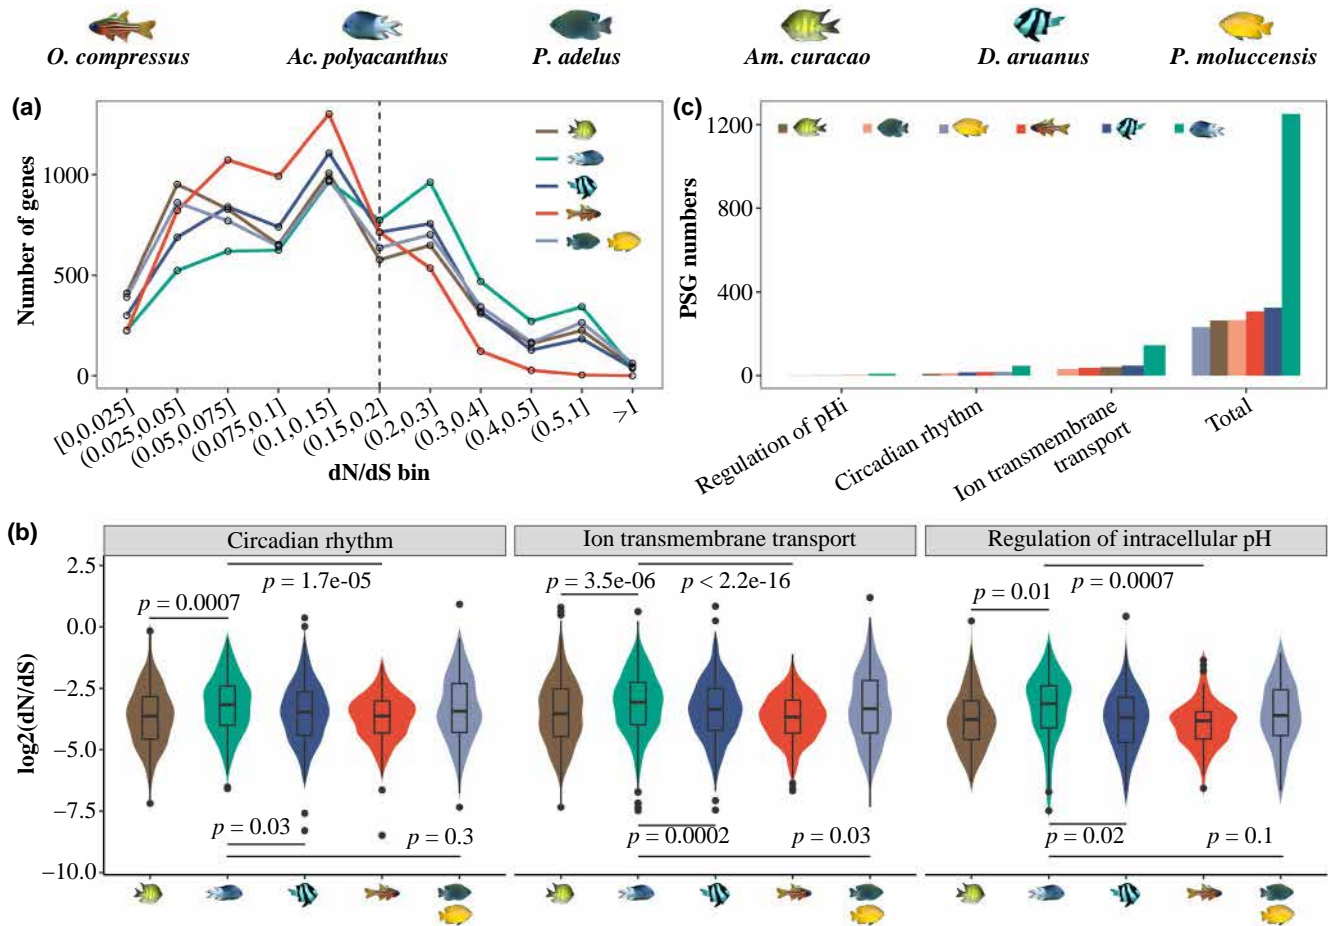 O. compressus
Ac. polyacanthus
P. adelus
Am. curacao
D. aruanus
P. moluccensis
(a)
Number of genes
1000
500
0
[0,0.025]
(0.025,0.05]
(0.05,0.075]
(0.075,0.1]
(0.1,0.15]
(0.15,0.2]
(0.2,0.3]
(0.3,0.4]
(0.4,0.5]
(0.5,1]
>1
dN/dS bin
(c)
PSG numbers
1200
800
400
0
Regulation of pHi
Circadian rhythm
Ion transmembrane
transport
Total
(b)
log2(dN/dS)
2.5
0.0
−2.5
−5.0
−7.5
−10.0
Circadian rhythm
p = 1.7e-05
p = 0.0007
p = 0.03
p = 0.3
Ion transmembrane transport
p = 3.5e-06
p < 2.2e-16
p = 0.0002
p = 0.03
Regulation of intracellular pH
p = 0.01
p = 0.0007
p = 0.02
p = 0.1